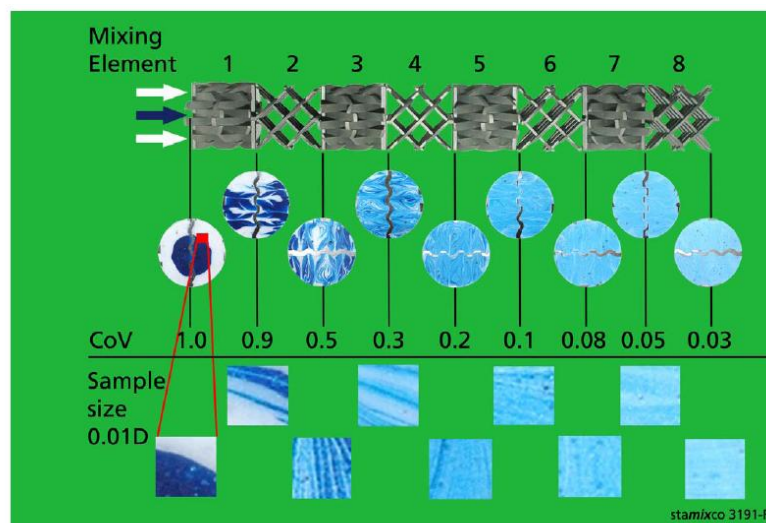 Mixing
Element 1 2 3 4 5 6 7 8
CoV 1.0 0.9 0.5 0.3 0.2 0.1 0.08 0.05 0.03
Sample
size
0.01D
stamixco 3191-